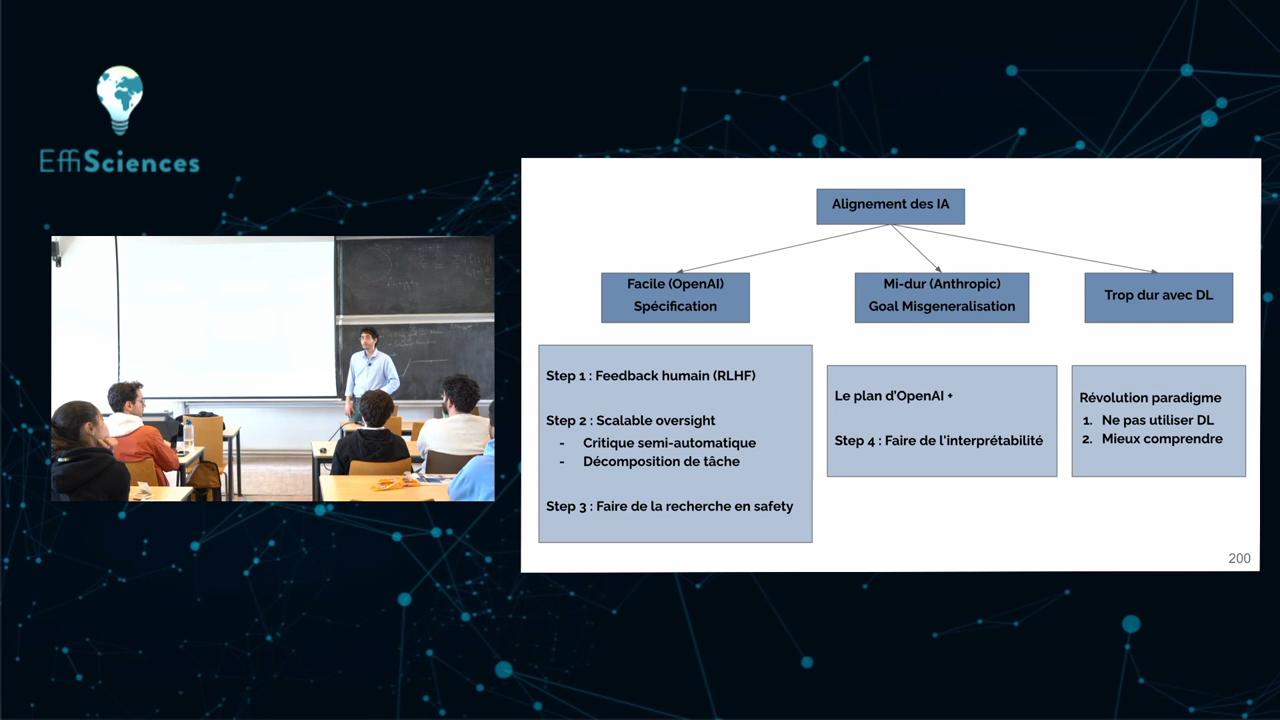 EffiSciences
Alignement des IA
Facile (OpenAI)
Spécification
Mi-dur (Anthropic)
Goal Misgeneralisation
Trop dur avec DL
Step 1 : Feedback humain (RLHF)
Step 2 : Scalable oversight
- Critique semi-automatique
- Décomposition de tâche
Step 3 : Faire de la recherche en safety
Le plan d'OpenAI +
Step 4 : Faire de l'interprétabilité
Révolution paradigme
1. Ne pas utiliser DL
2. Mieux comprendre
200